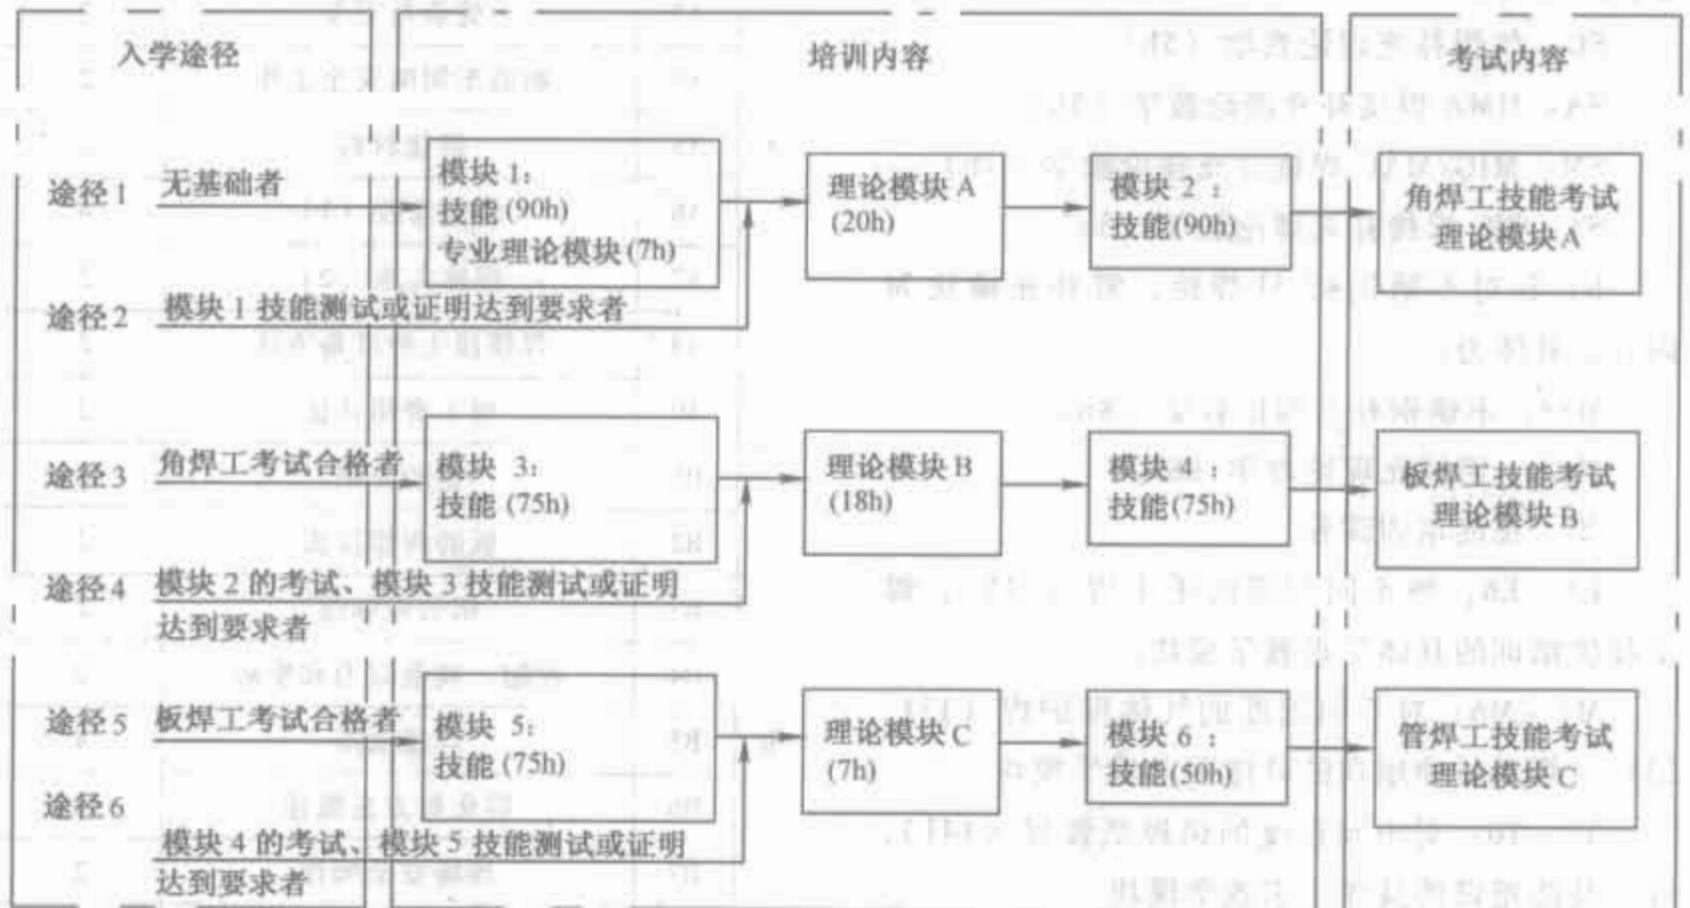 入学途径
培训内容
考试内容
途径 1
无基础者
模块 1:
技能 (90h)
专业理论模块 (7h)
理论模块 A
(20h)
模块 2 :
技能(90h)
角焊工技能考试
理论模块A
途径 2
模块 1 技能测试或证明达到要求者
途径 3
角焊工考试合格者
模块 3:
技能 (75h)
理论模块 B
(18h)
模块 4 :
技能(75h)
板焊工技能考试
理论模块 B
途径 4
模块 2 的考试、模块 3 技能测试或证明
达到要求者
途径 5
板焊工考试合格者
模块 5:
技能 (75h)
理论模块 C
(7h)
模块 6 :
技能(50h)
管焊工技能考试
理论模块C
途径 6
模块 4 的考试、模块 5 技能测试或证明
达到要求者